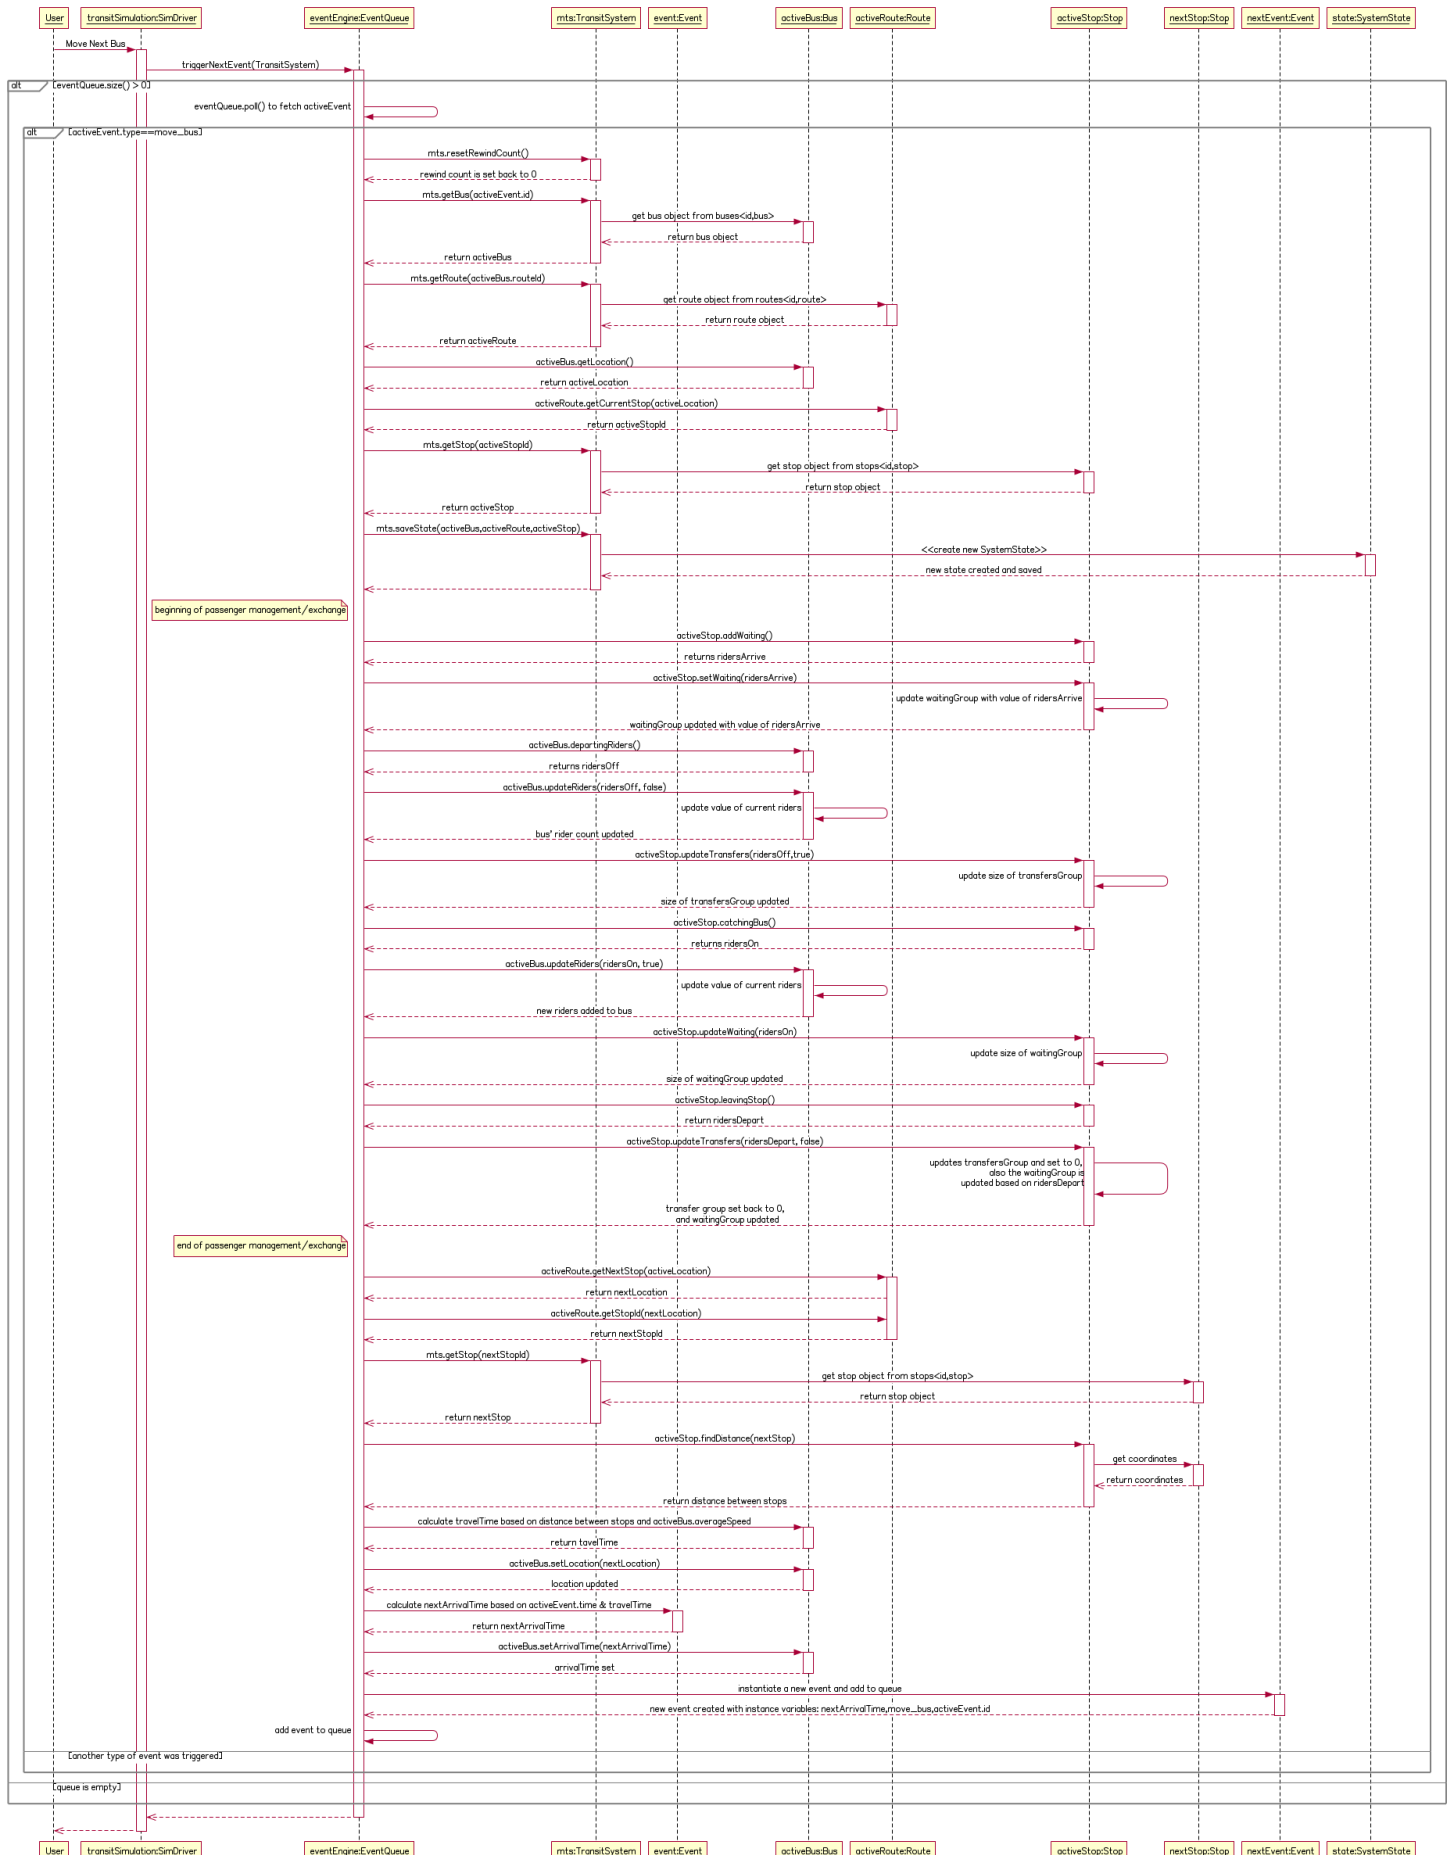 User
transitSimulation:SimDriver
eventEngine:EventQueue
mts:TransitSystem
event:Event
activeBus:Bus
activeRoute:Route
activeStop:Stop
nextStop:Stop
nextEvent:Event
state:SystemState
Move Next Bus
triggerNextEvent(TransitSystem)
alt
[eventQueue.size() > 0]
eventQueue.poll() to fetch activeEvent
alt
[activeEvent.type==move_bus]
mts.resetRewindCount()
rewind count is set back to 0
mts.getBus(activeEvent.id)
get bus object from buses<id,bus>
return bus object
return activeBus
mts.getRoute(activeBus.routeId)
get route object from routes<id,route>
return route object
return activeRoute
activeBus.getLocation()
return activeLocation
activeRoute.getCurrentStop(activeLocation)
return activeStopId
mts.getStop(activeStopId)
get stop object from stops<id,stop>
return stop object
return activeStop
mts.saveState(activeBus,activeRoute,activeStop)
<<create new SystemState>>
new state created and saved
beginning of passenger management/exchange
activeStop.addWaiting()
returns ridersArrive
activeStop.setWaiting(ridersArrive)
update waitingGroup with value of ridersArrive
waitingGroup updated with value of ridersArrive
activeBus.departingRiders()
returns ridersOff
activeBus.updateRiders(ridersOff, false)
update value of current riders
bus' rider count updated
activeStop.updateTransfers(ridersOff,true)
update size of transfersGroup
size of transfersGroup updated
activeStop.catchingBus()
returns ridersOn
activeBus.updateRiders(ridersOn, true)
update value of current riders
new riders added to bus
activeStop.updateWaiting(ridersOn)
update size of waitingGroup
size of waitingGroup updated
activeStop.leavingStop()
return ridersDepart
activeStop.updateTransfers(ridersDepart, false)
updates transfersGroup and set to 0,
also the waitingGroup is
updated based on ridersDepart
transfer group set back to 0,
and waitingGroup updated
end of passenger management/exchange
activeRoute.getNextStop(activeLocation)
return nextLocation
activeRoute.getStopId(nextLocation)
return nextStopId
mts.getStop(nextStopId)
get stop object from stops<id,stop>
return stop object
return nextStop
activeStop.findDistance(nextStop)
get coordinates
return coordinates
return distance between stops
calculate travelTime based on distance between stops and activeBus.averageSpeed
return tavelTime
activeBus.setLocation(nextLocation)
location updated
calculate nextArrivalTime based on activeEvent.time & travelTime
return nextArrivalTime
activeBus.setArrivalTime(nextArrivalTime)
arrivalTime set
instantiate a new event and add to queue
new event created with instance variables: nextArrivalTime,move_bus,activeEvent.id
add event to queue
[another type of event was triggered]
[queue is empty]
User
transitSimulation:SimDriver
eventEngine:EventQueue
mts:TransitSystem
event:Event
activeBus:Bus
activeRoute:Route
activeStop:Stop
nextStop:Stop
nextEvent:Event
state:SystemState